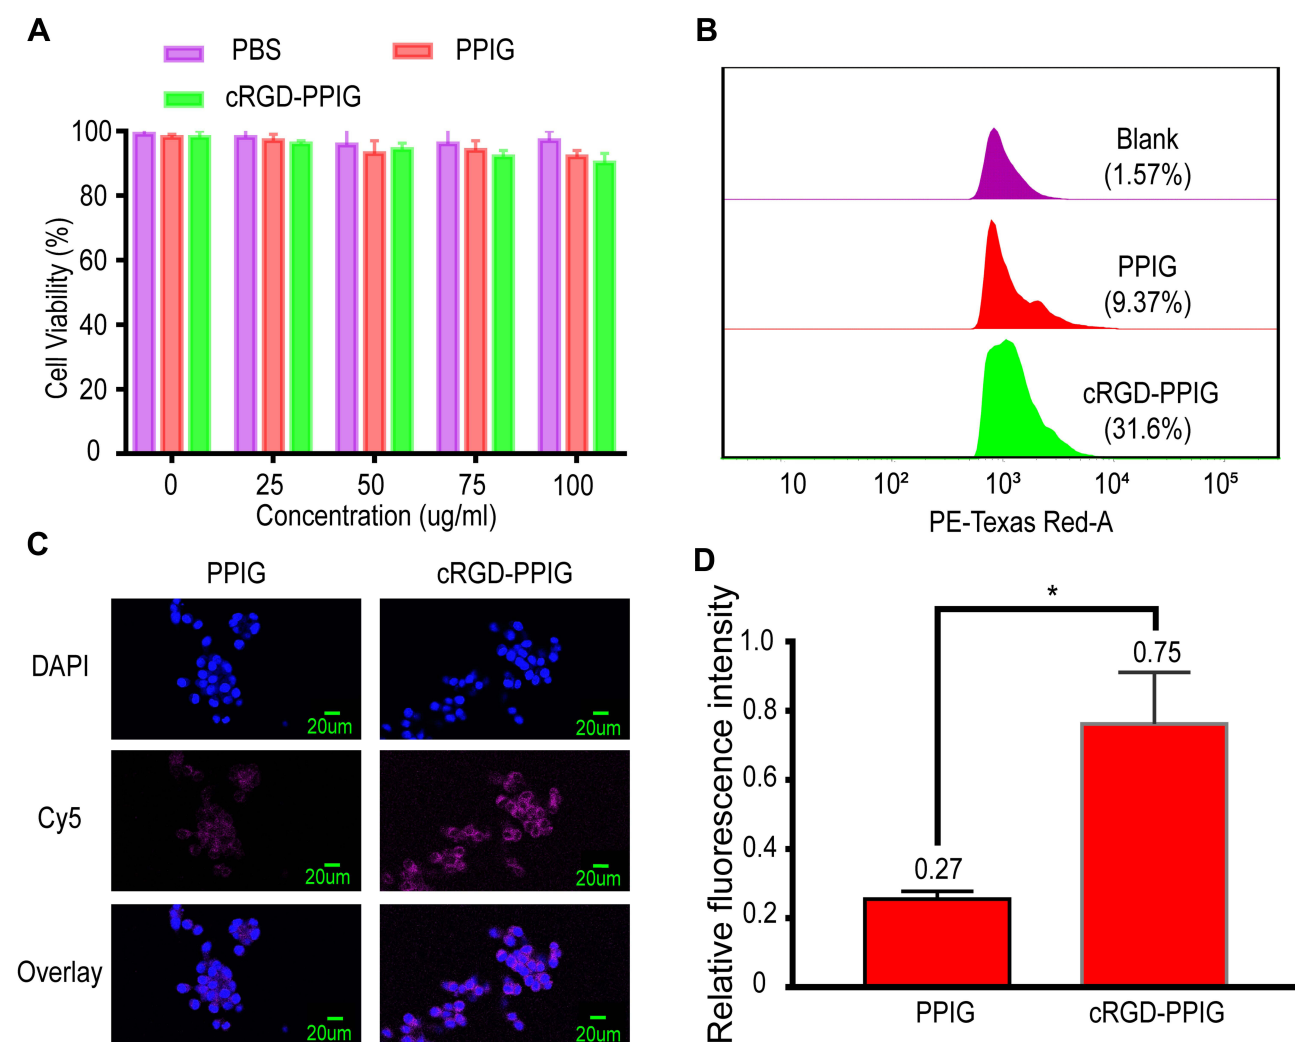 A
PBS
PPIG
cRGD-PPIG
100
80
60
40
20
0
Cell Viability (%)
0
25
50
75
100
Concentration (ug/ml)
B
Blank
(1.57%)
PPIG
(9.37%)
cRGD-PPIG
(31.6%)
10
10²
10³
10⁴
10⁵
PE-Texas Red-A
C
PPIG
cRGD-PPIG
DAPI
20um
20um
Cy5
20um
20um
Overlay
20um
20um
D
Relative fluorescence intensity
1.0
0.8
0.6
0.4
0.2
0
*
0.27
0.75
PPIG
cRGD-PPIG